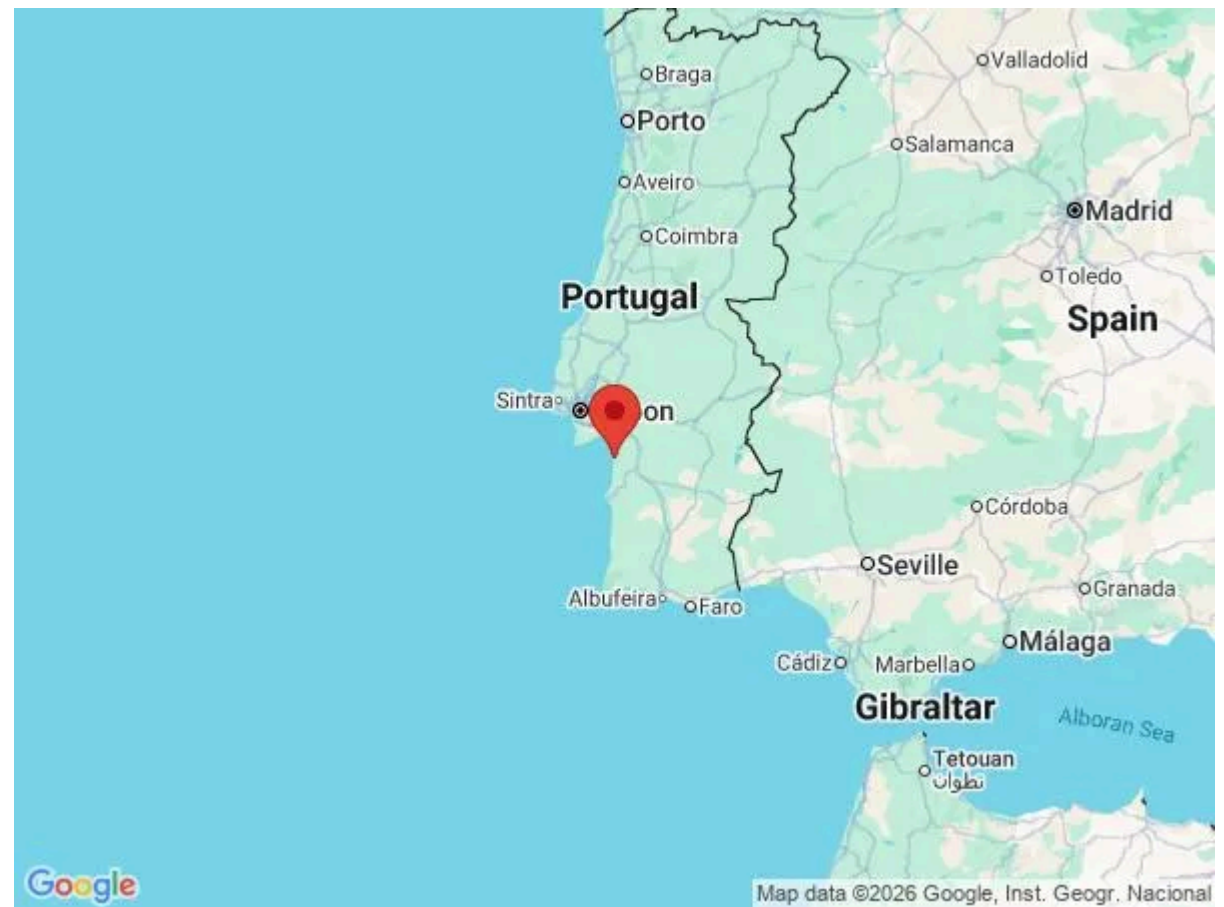 Braga
Valladolid
Porto
Salamanca
Aveiro
Madrid
Coimbra
Toledo
Portugal
Spain
Sintra
on
Córdoba
Seville
Granada
Albufeira
Faro
Málaga
Cádiz
Marbella
Gibraltar
Alboran Sea
Tetouan
تطوان
Google
Map data ©2026 Google, Inst. Geogr. Nacional